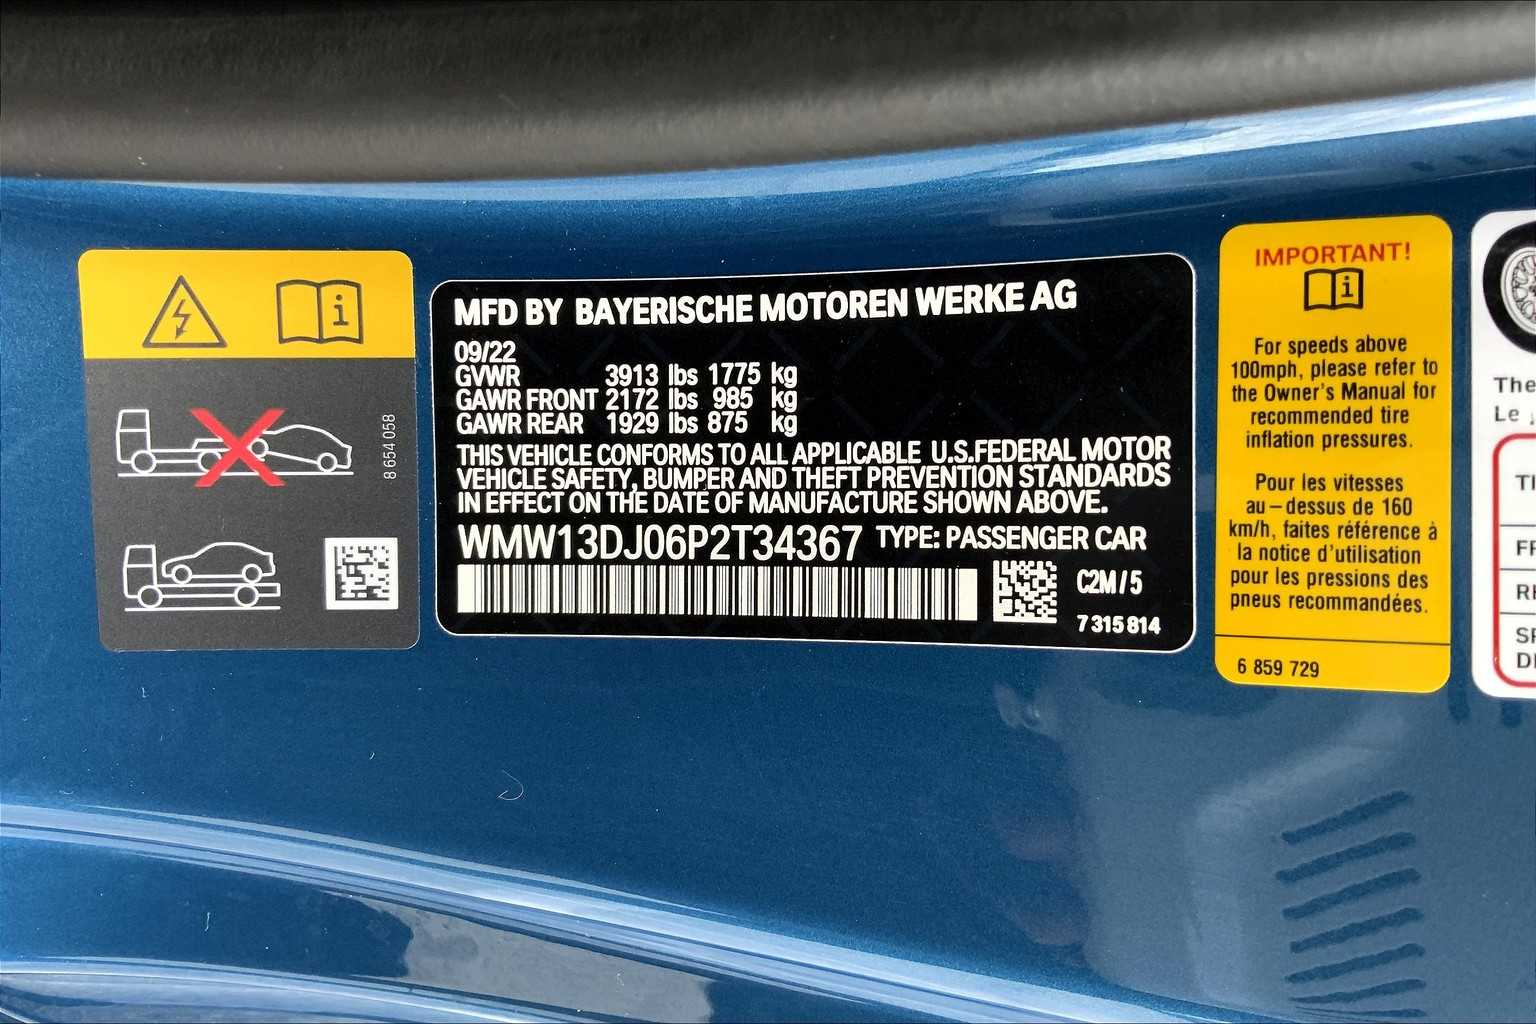 8 654 058
MFD BY BAYERISCHE MOTOREN WERKE AG
09/22
GVWR 3913 lbs 1775 kg
GAWR FRONT 2172 lbs 985 kg
GAWR REAR 1929 lbs 875 kg
THIS VEHICLE CONFORMS TO ALL APPLICABLE U.S.FEDERAL MOTOR
VEHICLE SAFETY, BUMPER AND THEFT PREVENTION STANDARDS
IN EFFECT ON THE DATE OF MANUFACTURE SHOWN ABOVE.
WMW13DJ06P2T34367 TYPE: PASSENGER CAR
C2M/5
7 315 814
IMPORTANT!
i
For speeds above
100mph, please refer to
the Owner's Manual for
recommended tire
inflation pressures.
Pour les vitesses
au-dessus de 160
km/h, faites référence à
la notice d'utilisation
pour les pressions des
pneus recommandées.
6 859 729
The
Le